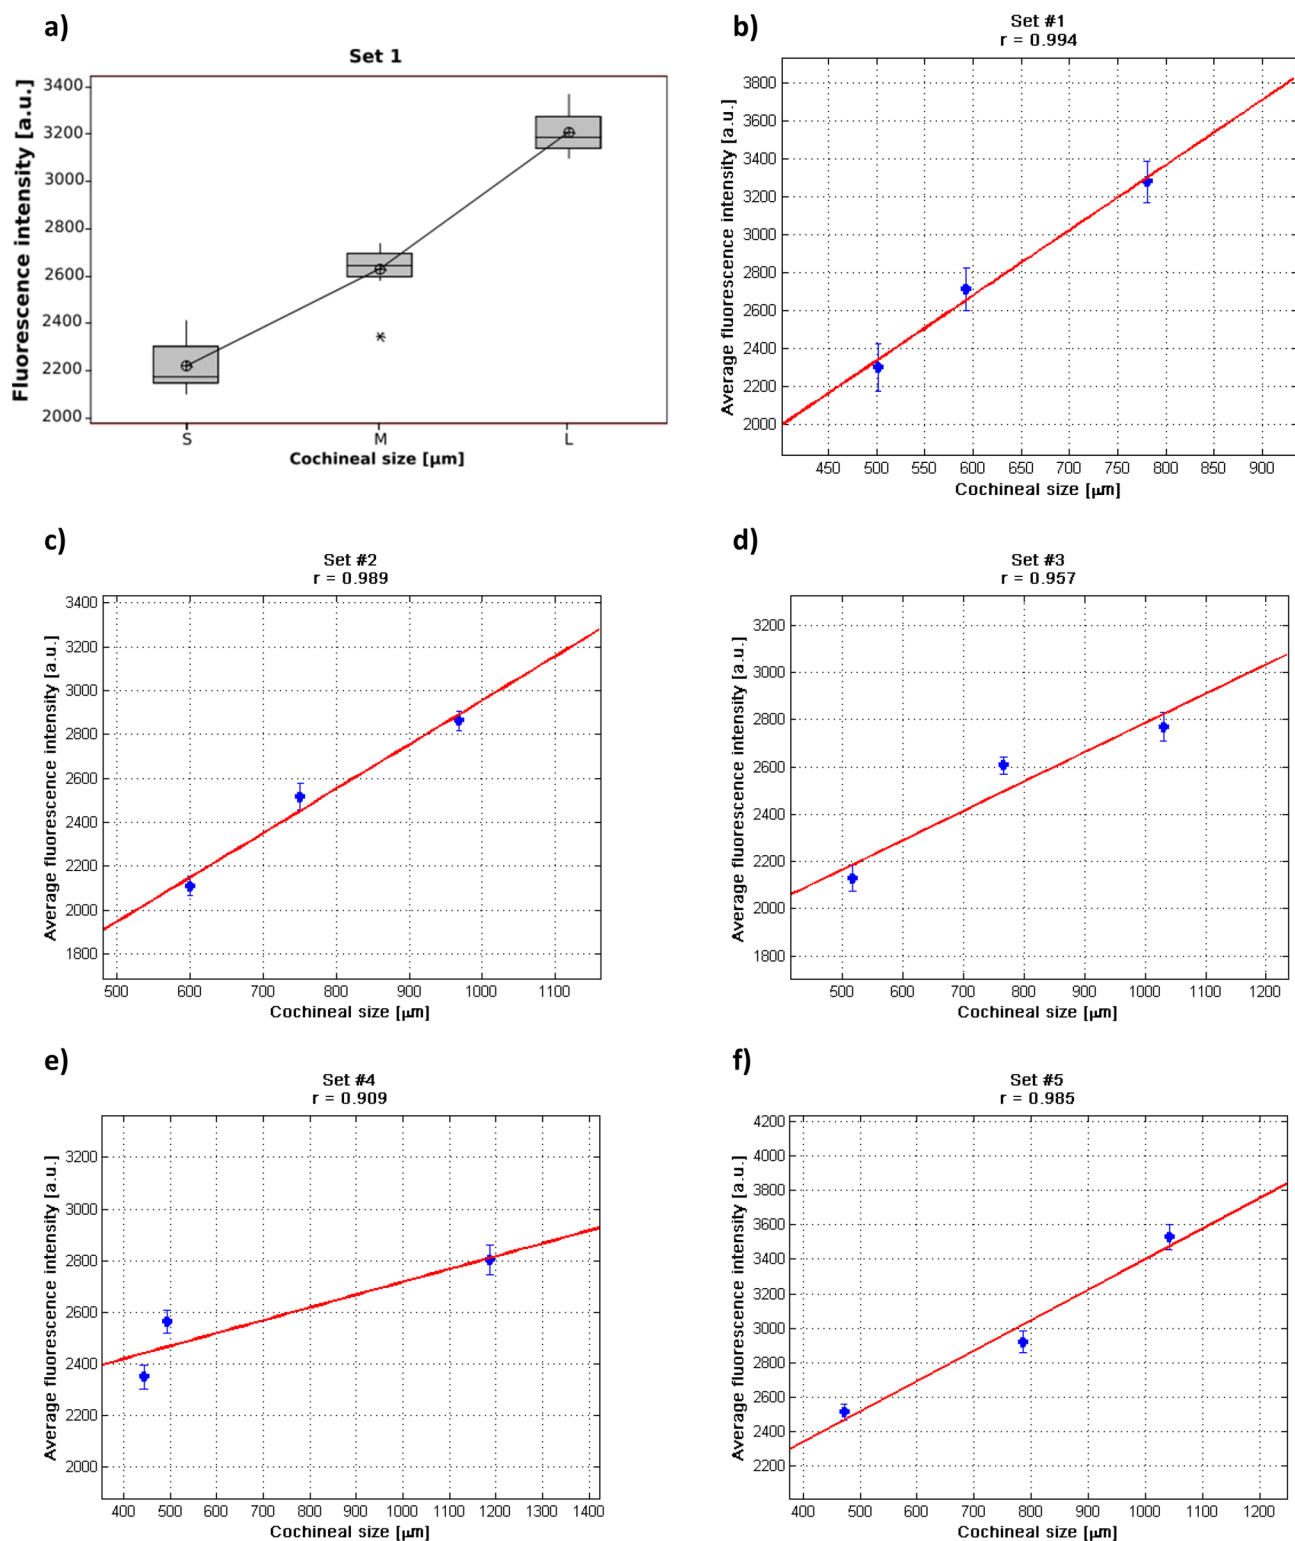 a)
Set 1
Fluorescence intensity [a.u.]
3400
3200
3000
2800
2600
2400
2200
2000
S M L
Cochineal size [µm]
b)
Set #1
r = 0.994
Average fluorescence intensity [a.u.]
3800
3600
3400
3200
3000
2800
2600
2400
2200
2000
450 500 550 600 650 700 750 800 850 900
Cochineal size [µm]
c)
Set #2
r = 0.989
Average fluorescence intensity [a.u.]
3400
3200
3000
2800
2600
2400
2200
2000
1800
500 600 700 800 900 1000 1100
Cochineal size [µm]
d)
Set #3
r = 0.957
Average fluorescence intensity [a.u.]
3200
3000
2800
2600
2400
2200
2000
1800
500 600 700 800 900 1000 1100 1200
Cochineal size [µm]
e)
Set #4
r = 0.909
Average fluorescence intensity [a.u.]
3200
3000
2800
2600
2400
2200
2000
400 500 600 700 800 900 1000 1100 1200 1300 1400
Cochineal size [µm]
f)
Set #5
r = 0.985
Average fluorescence intensity [a.u.]
4200
4000
3800
3600
3400
3200
3000
2800
2600
2400
2200
400 500 600 700 800 900 1000 1100 1200
Cochineal size [µm]